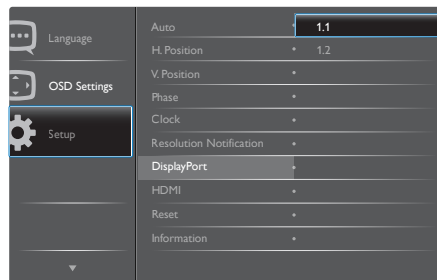 Language
OSD Settings
Setup
Auto
H. Position
V. Position
Phase
Clock
Resolution Notification
DisplayPort
HDMI
Reset
Information
1.1
1.2